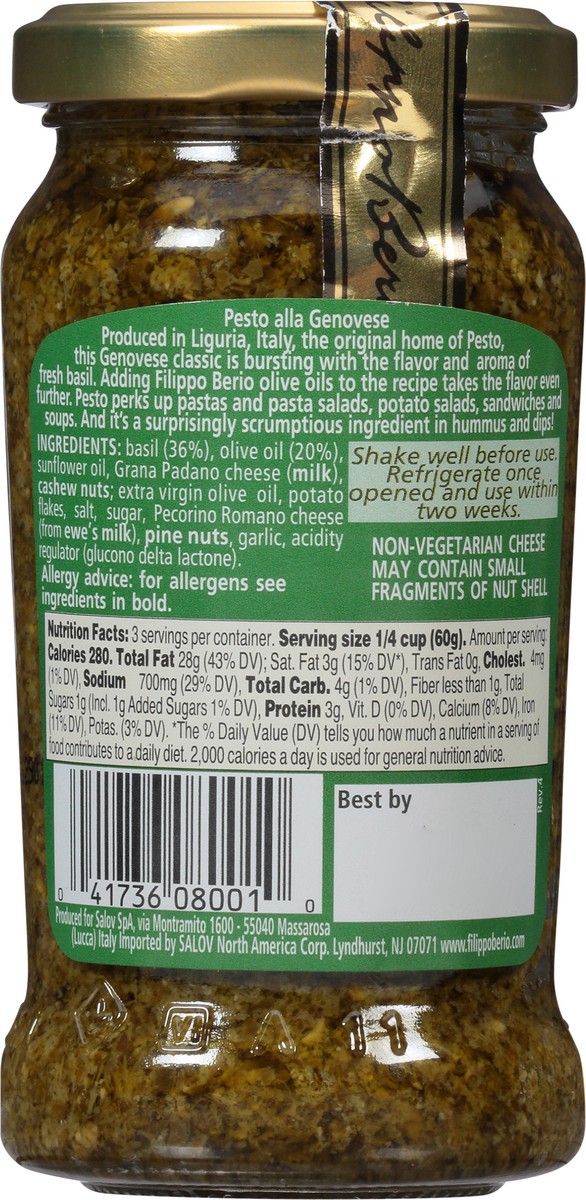 Pesto alla Genovese
Produced in Liguria, Italy, the original home of Pesto,
this Genovese classic is bursting with the flavor and aroma of
fresh basil. Adding Filippo Berio olive oils to the recipe takes the flavor even
further. Pesto perks up pastas and pasta salads, potato salads, sandwiches and
soups. And it's a surprisingly scrumptious ingredient in hummus and dips!
INGREDIENTS: basil (36%), olive oil (20%),
sunflower oil, Grana Padano cheese (milk),
cashew nuts; extra virgin olive oil, potato
flakes, salt, sugar, Pecorino Romano cheese
(from ewe's milk), pine nuts, garlic, acidity
regulator (glucono delta lactone).
Allergy advice: for allergens see
ingredients in bold.
Shake well before use.
Refrigerate once
opened and use within
two weeks.
NON-VEGETARIAN CHEESE
MAY CONTAIN SMALL
FRAGMENTS OF NUT SHELL
Nutrition Facts: 3 servings per container. Serving size 1/4 cup (60g). Amount per serving:
Calories 280. Total Fat 28g (43% DV); Sat. Fat 3g (15% DV*), Trans Fat 0g, Cholest. 4mg
(1% DV), Sodium 700mg (29% DV), Total Carb. 4g (1% DV), Fiber less than 1g, Total
Sugars 1g (Incl. 1g Added Sugars 1% DV), Protein 3g, Vit. D (0% DV), Calcium (8% DV), Iron
(11% DV), Potas. (3% DV). *The % Daily Value (DV) tells you how much a nutrient in a serving of
food contributes to a daily diet. 2,000 calories a day is used for general nutrition advice.
Best by
Rev.4
0 41736 08001 0
Produced for Salov SpA, via Montramito 1600 - 55040 Massarosa
(Lucca) Italy Imported by SALOV North America Corp. Lyndhurst, NJ 07071 www.filippoberio.com
11